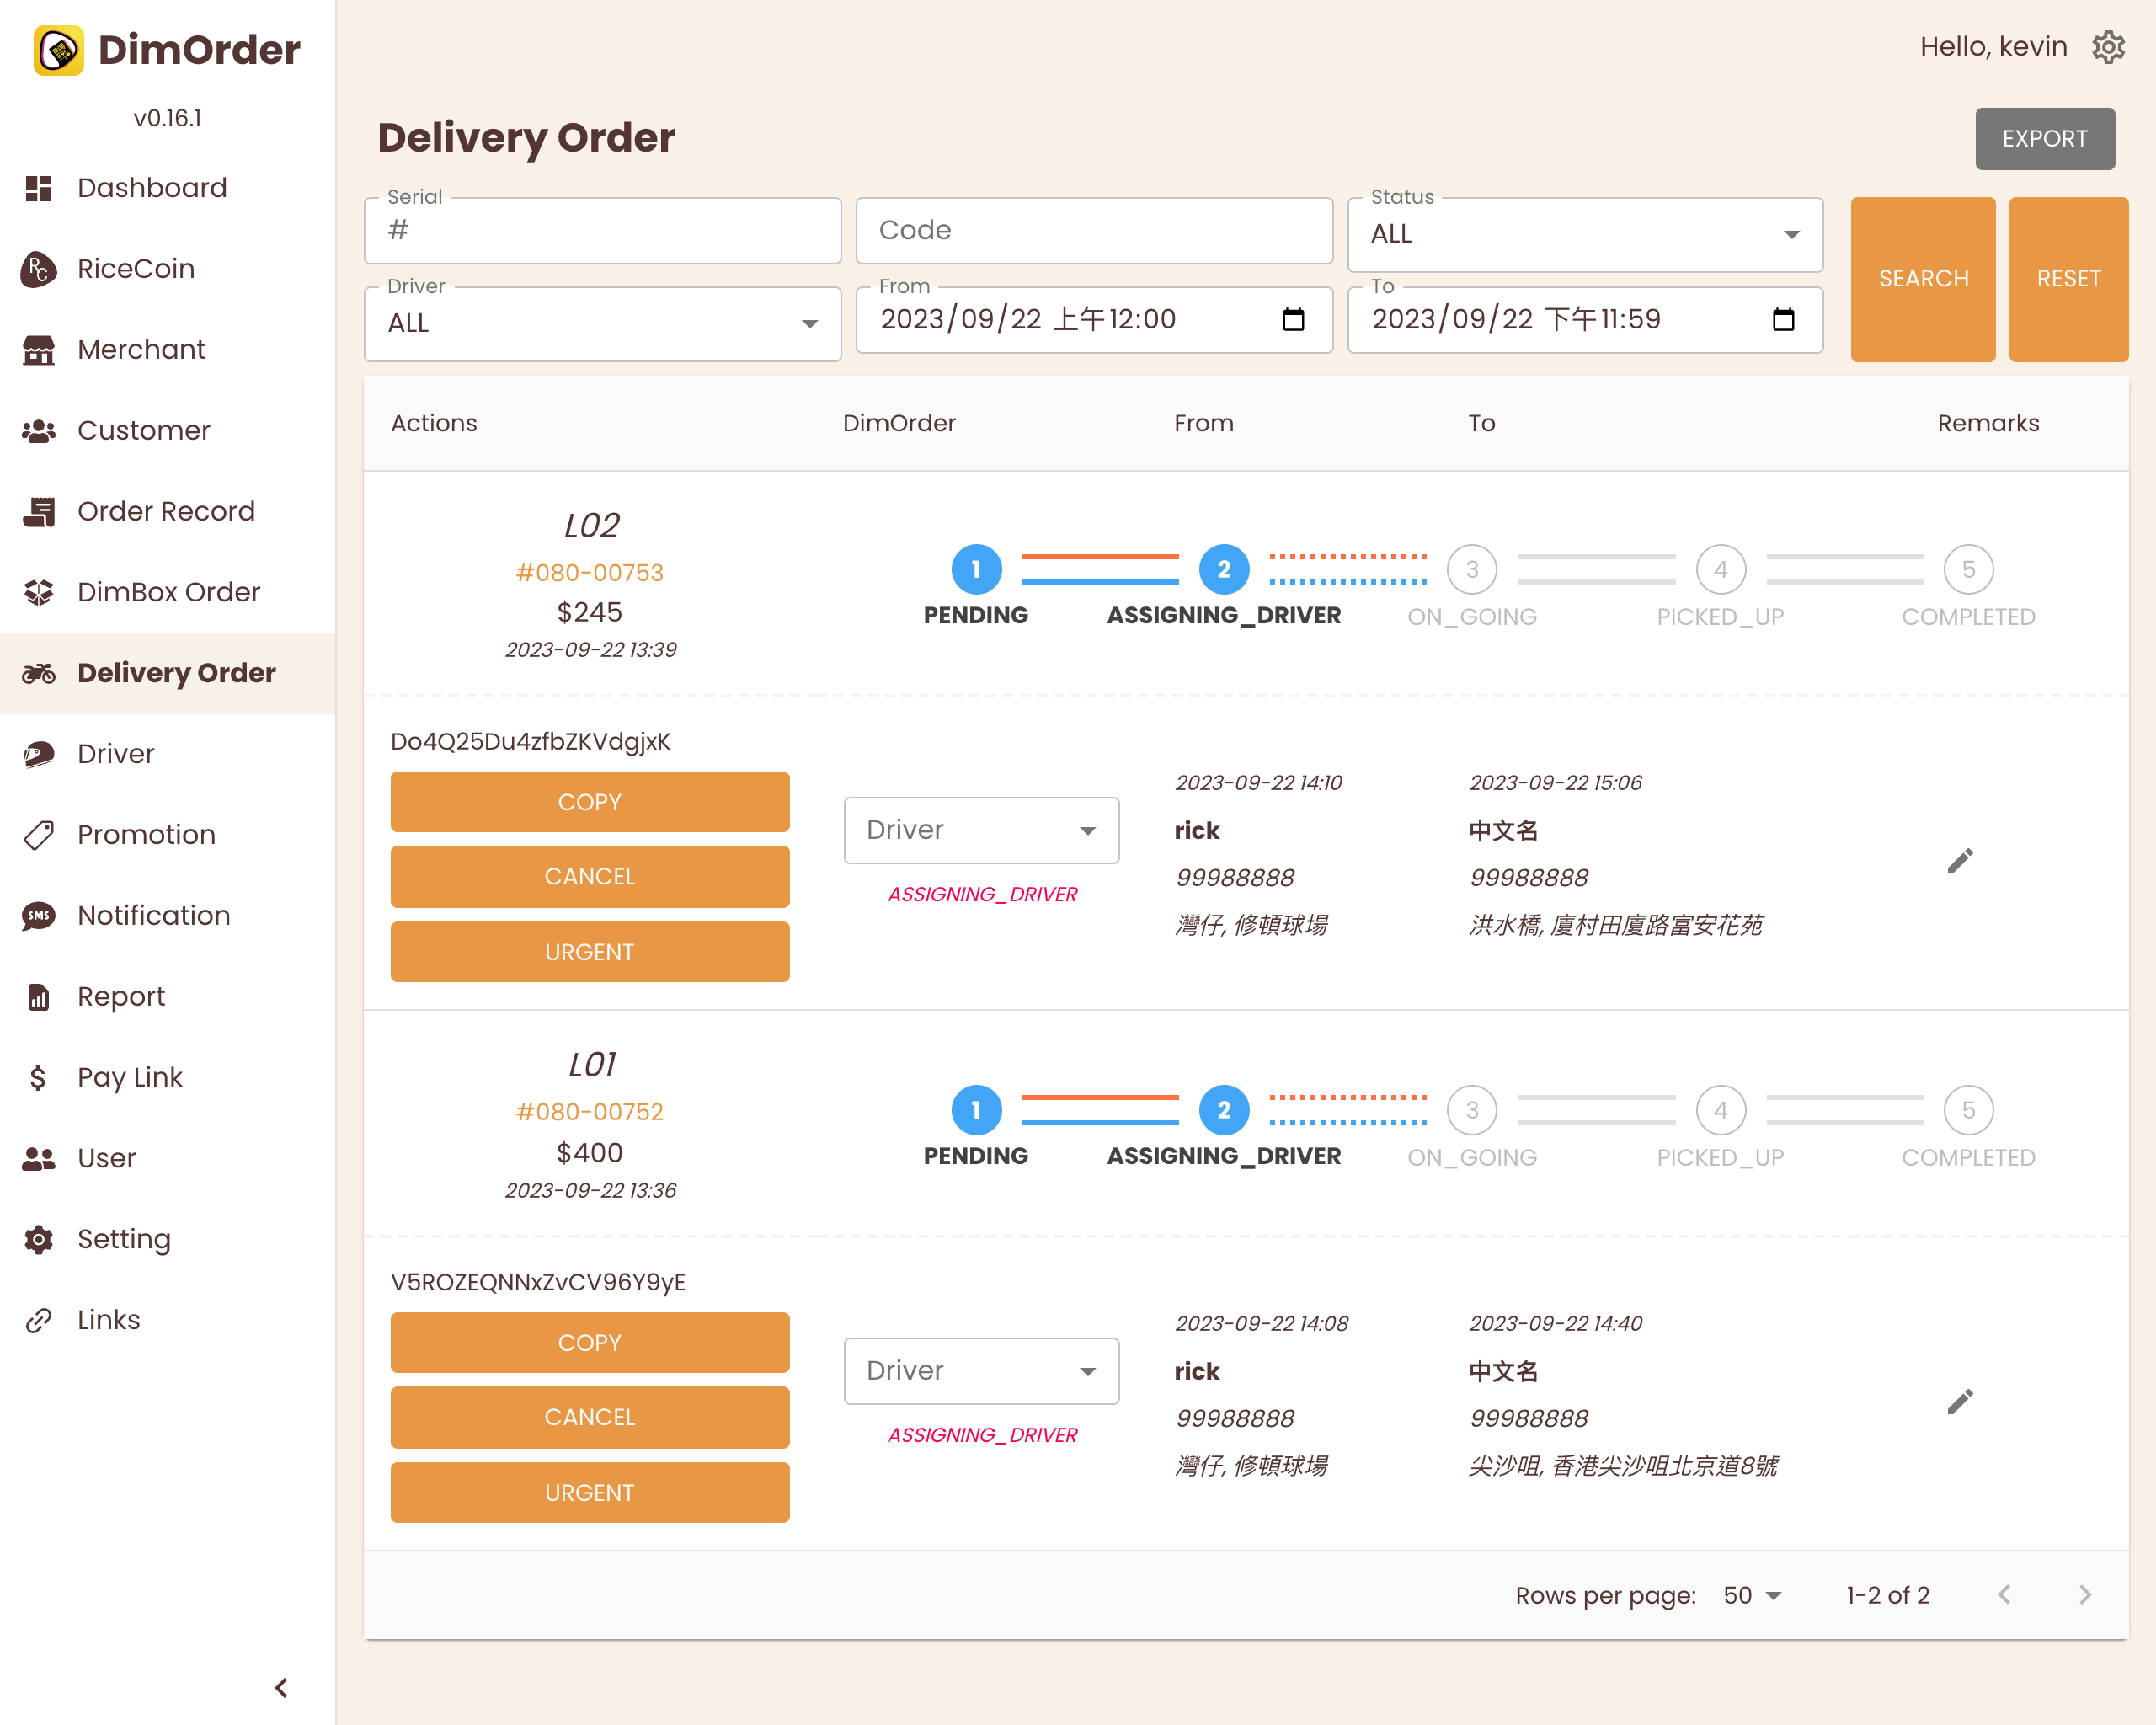 DimOrder
v0.16.1
Dashboard
RiceCoin
Merchant
Customer
Order Record
DimBox Order
Delivery Order
Driver
Promotion
SMS
Notification
Report
Pay Link
User
Setting
Links
Hello, kevin
Delivery Order
EXPORT
Serial
#
Code
Status
ALL
Driver
ALL
From
2023/09/22 上午12:00
To
2023/09/22 下午11:59
SEARCH
RESET
Actions DimOrder From To Remarks
L02
#080-00753
$245
2023-09-22 13:39
1 2 3 4 5
PENDING ASSIGNING_DRIVER ON_GOING PICKED_UP COMPLETED
Do4Q25Du4zfbZKVdgjxK
COPY
CANCEL
URGENT
Driver
ASSIGNING_DRIVER
2023-09-22 14:10
rick
99988888
灣仔, 修頓球場
2023-09-22 15:06
中文名
99988888
洪水橋, 廈村田廈路富安花苑
L01
#080-00752
$400
2023-09-22 13:36
1 2 3 4 5
PENDING ASSIGNING_DRIVER ON_GOING PICKED_UP COMPLETED
V5ROZEQNNxZvCV96Y9yE
COPY
CANCEL
URGENT
Driver
ASSIGNING_DRIVER
2023-09-22 14:08
rick
99988888
灣仔, 修頓球場
2023-09-22 14:40
中文名
99988888
尖沙咀, 香港尖沙咀北京道8號
Rows per page: 50 1-2 of 2